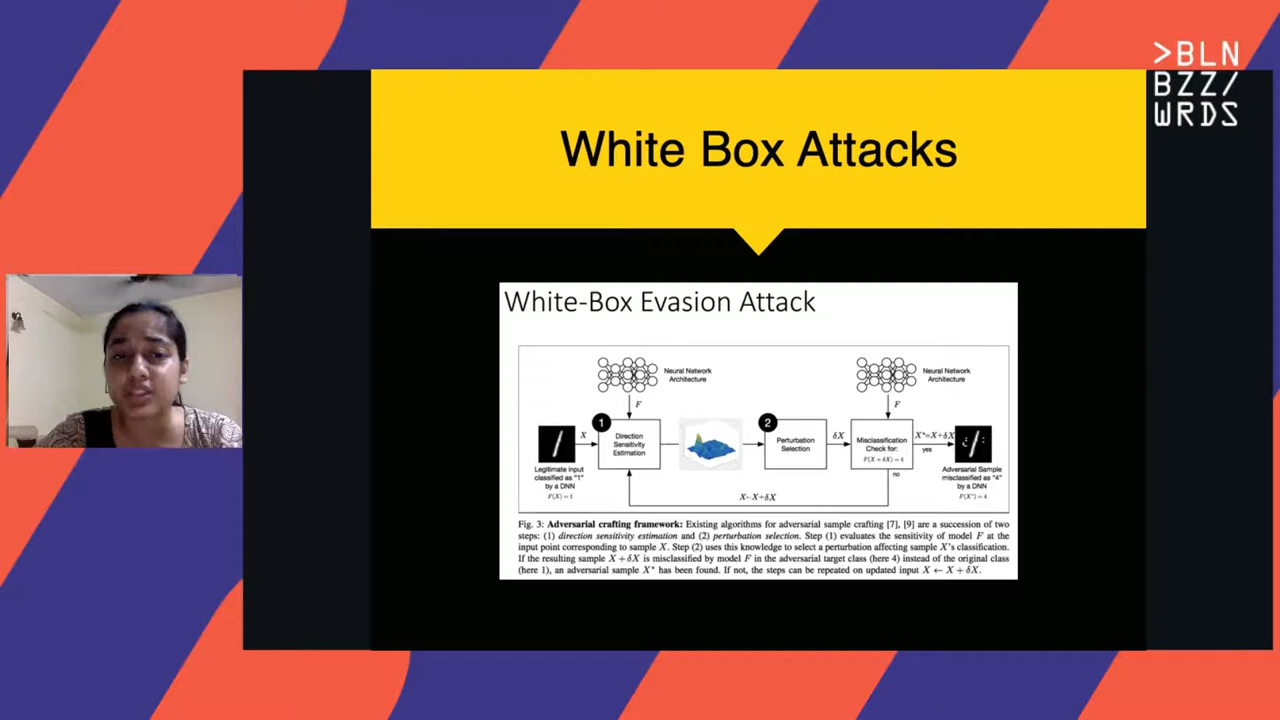 >BLN
BZZ/
WRDS
White Box Attacks
White-Box Evasion Attack
Neural Network
Architecture
Neural Network
Architecture
F
F
1
2
X
Direction
Sensitivity
Estimation
Perturbation
Selection
δX
Misclassification
Check for:
F(X + δX) = 4
X*=X+δX
yes
no
Legitimate input
classified as "1"
by a DNN
F(X) = 1
Adversarial Sample
misclassified as "4"
by a DNN
F(X*) = 4
X←X+δX
Fig. 3: Adversarial crafting framework: Existing algorithms for adversarial sample crafting [7], [9] are a succession of two
steps: (1) direction sensitivity estimation and (2) perturbation selection. Step (1) evaluates the sensitivity of model F at the
input point corresponding to sample X. Step (2) uses this knowledge to select a perturbation affecting sample X's classification.
If the resulting sample X + δX is misclassified by model F in the adversarial target class (here 4) instead of the original class
(here 1), an adversarial sample X* has been found. If not, the steps can be repeated on updated input X ← X + δX.